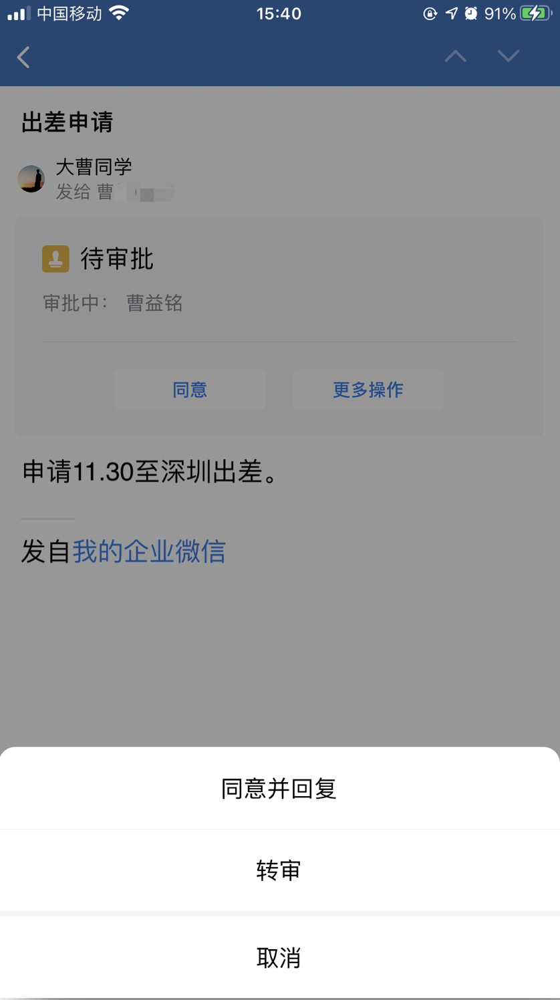 中国移动 15:40 91%
出差申请
大曹同学
发给 曹
待审批
审批中： 曹益铭
同意 更多操作
申请11.30至深圳出差。
发自我的企业微信
同意并回复
转审
取消